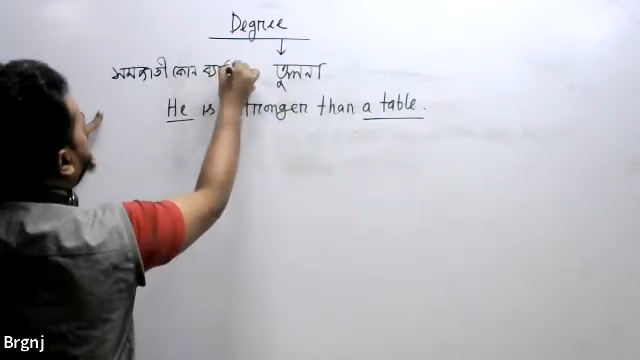 Degree
↓
সমজাতী কোন তুলনা
He is stronger than a table.
Brgnj